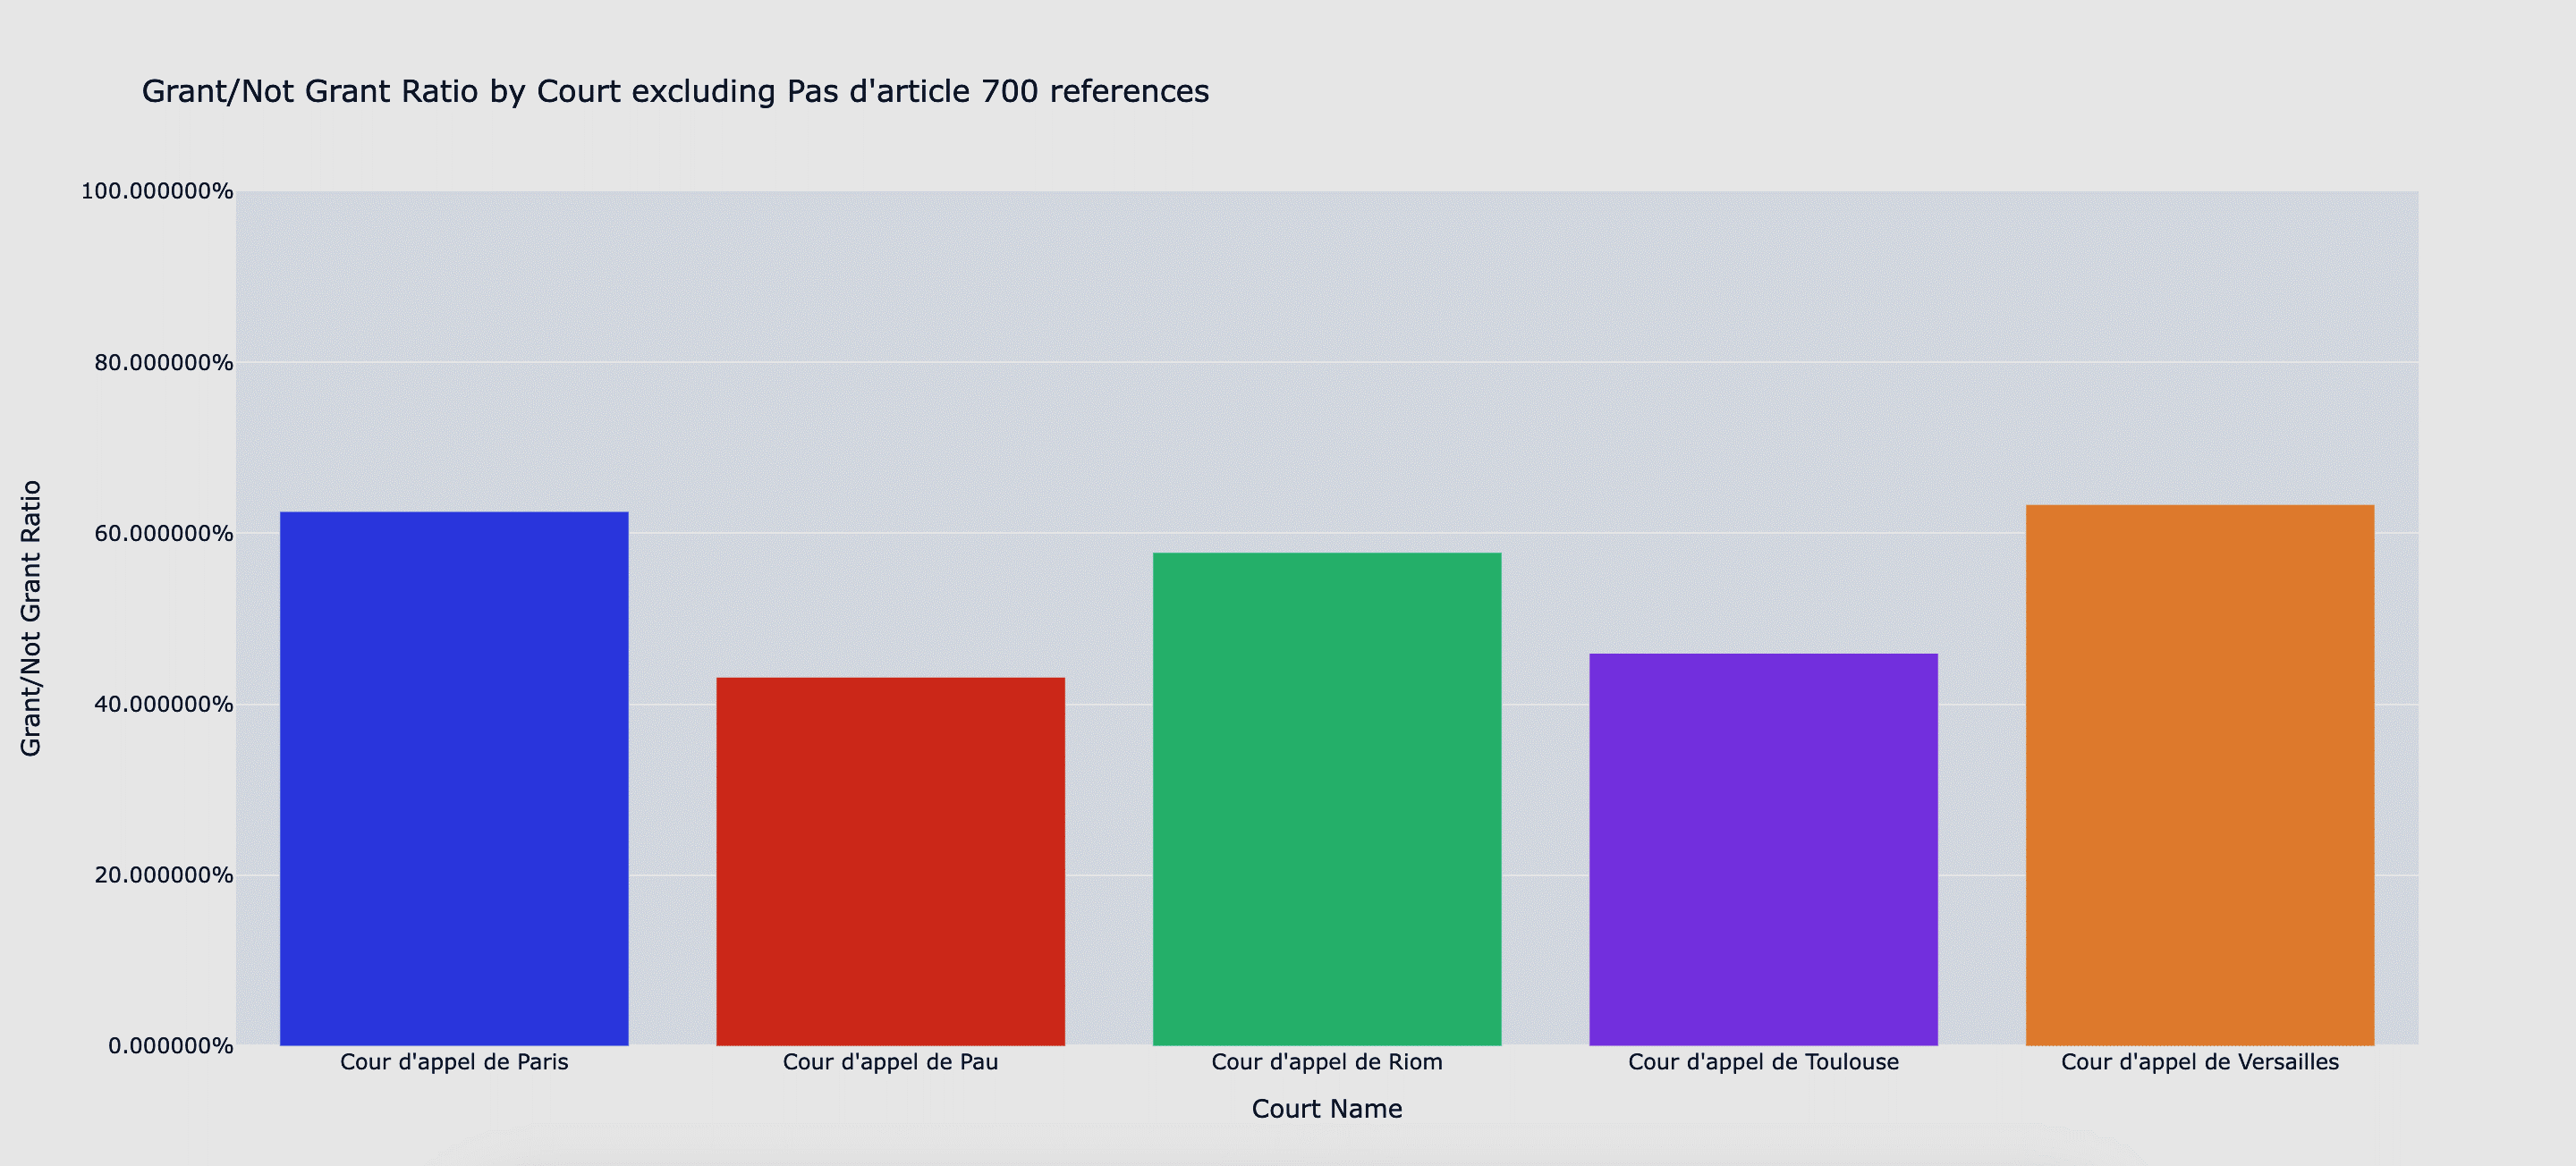 Grant/Not Grant Ratio by Court excluding Pas d'article 700 references
100.000000%
80.000000%
60.000000%
40.000000%
20.000000%
0.000000%
Grant/Not Grant Ratio
Cour d'appel de Paris
Cour d'appel de Pau
Cour d'appel de Riom
Cour d'appel de Toulouse
Cour d'appel de Versailles
Court Name